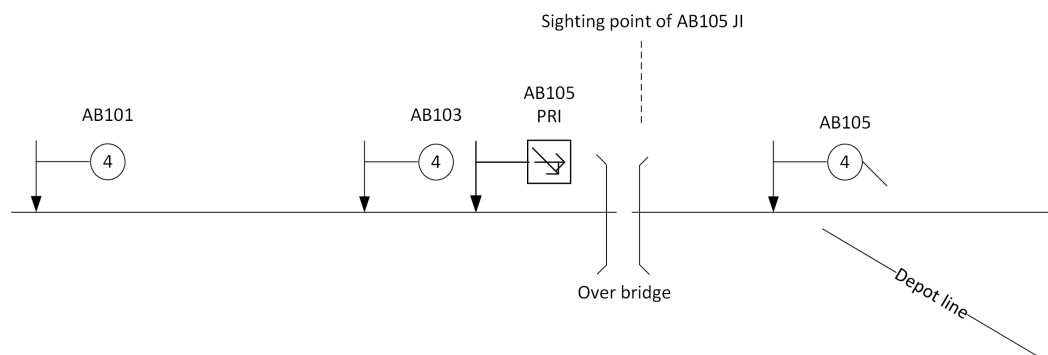 Sighting point of AB105 JI
AB101
AB103
AB105
PRI
AB105
4
4
4
Depot line
Over bridge